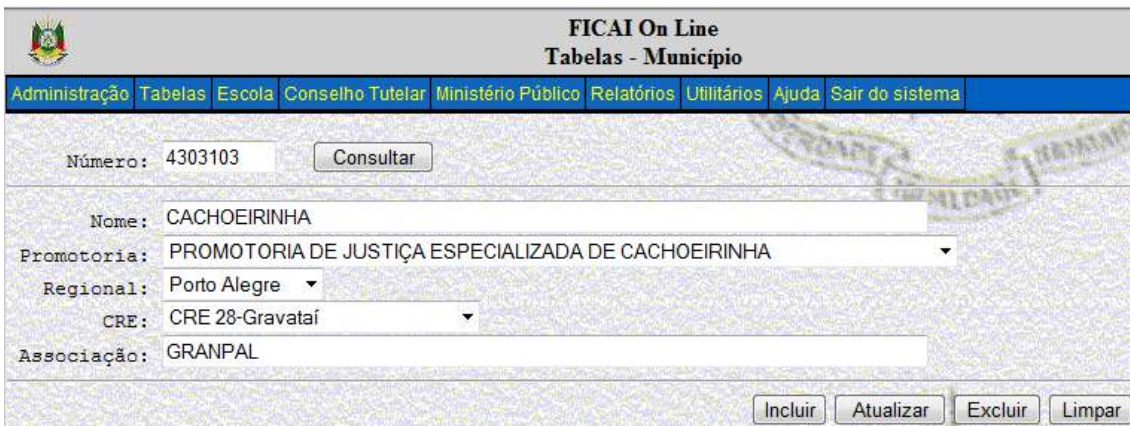 FICAI On Line
Tabelas - Município
Administração Tabelas Escola Conselho Tutelar Ministério Público Relatórios Utilitários Ajuda Sair do sistema
Número: 4303103 Consultar
Nome: CACHOEIRINHA
Promotoria: PROMOTORIA DE JUSTIÇA ESPECIALIZADA DE CACHOEIRINHA
Regional: Porto Alegre
CRE: CRE 28-Gravataí
Associação: GRANPAL
Incluir Atualizar Excluir Limpar